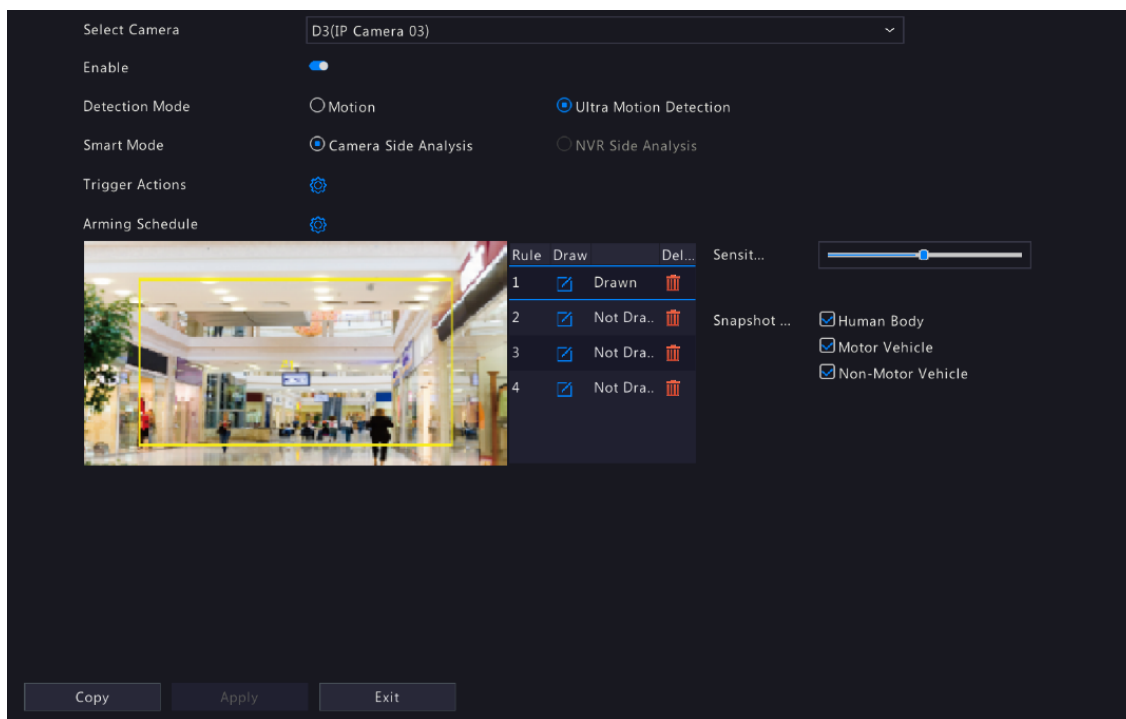 Select Camera D3(IP Camera 03)
Enable
Detection Mode Motion Ultra Motion Detection
Smart Mode Camera Side Analysis NVR Side Analysis
Trigger Actions
Arming Schedule
Rule Draw Del... Sensit...
1 Drawn
2 Not Dra.. Snapshot ... Human Body
Motor Vehicle
3 Not Dra..
Non-Motor Vehicle
4 Not Dra..
Copy Apply Exit